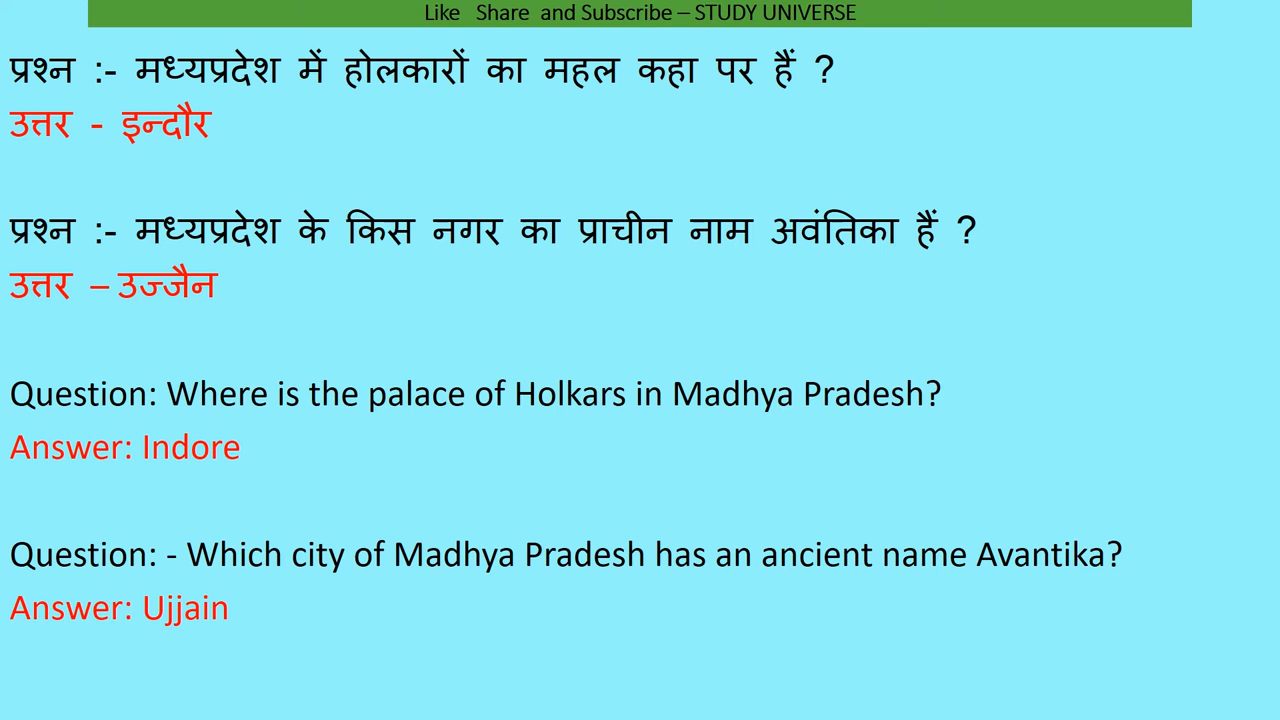 Like Share and Subscribe – STUDY UNIVERSE
प्रश्न :- मध्यप्रदेश में होलकारों का महल कहा पर हैं ?
उत्तर - इन्दौर
प्रश्न :- मध्यप्रदेश के किस नगर का प्राचीन नाम अवंतिका हैं ?
उत्तर – उज्जैन
Question: Where is the palace of Holkars in Madhya Pradesh?
Answer: Indore
Question: - Which city of Madhya Pradesh has an ancient name Avantika?
Answer: Ujjain